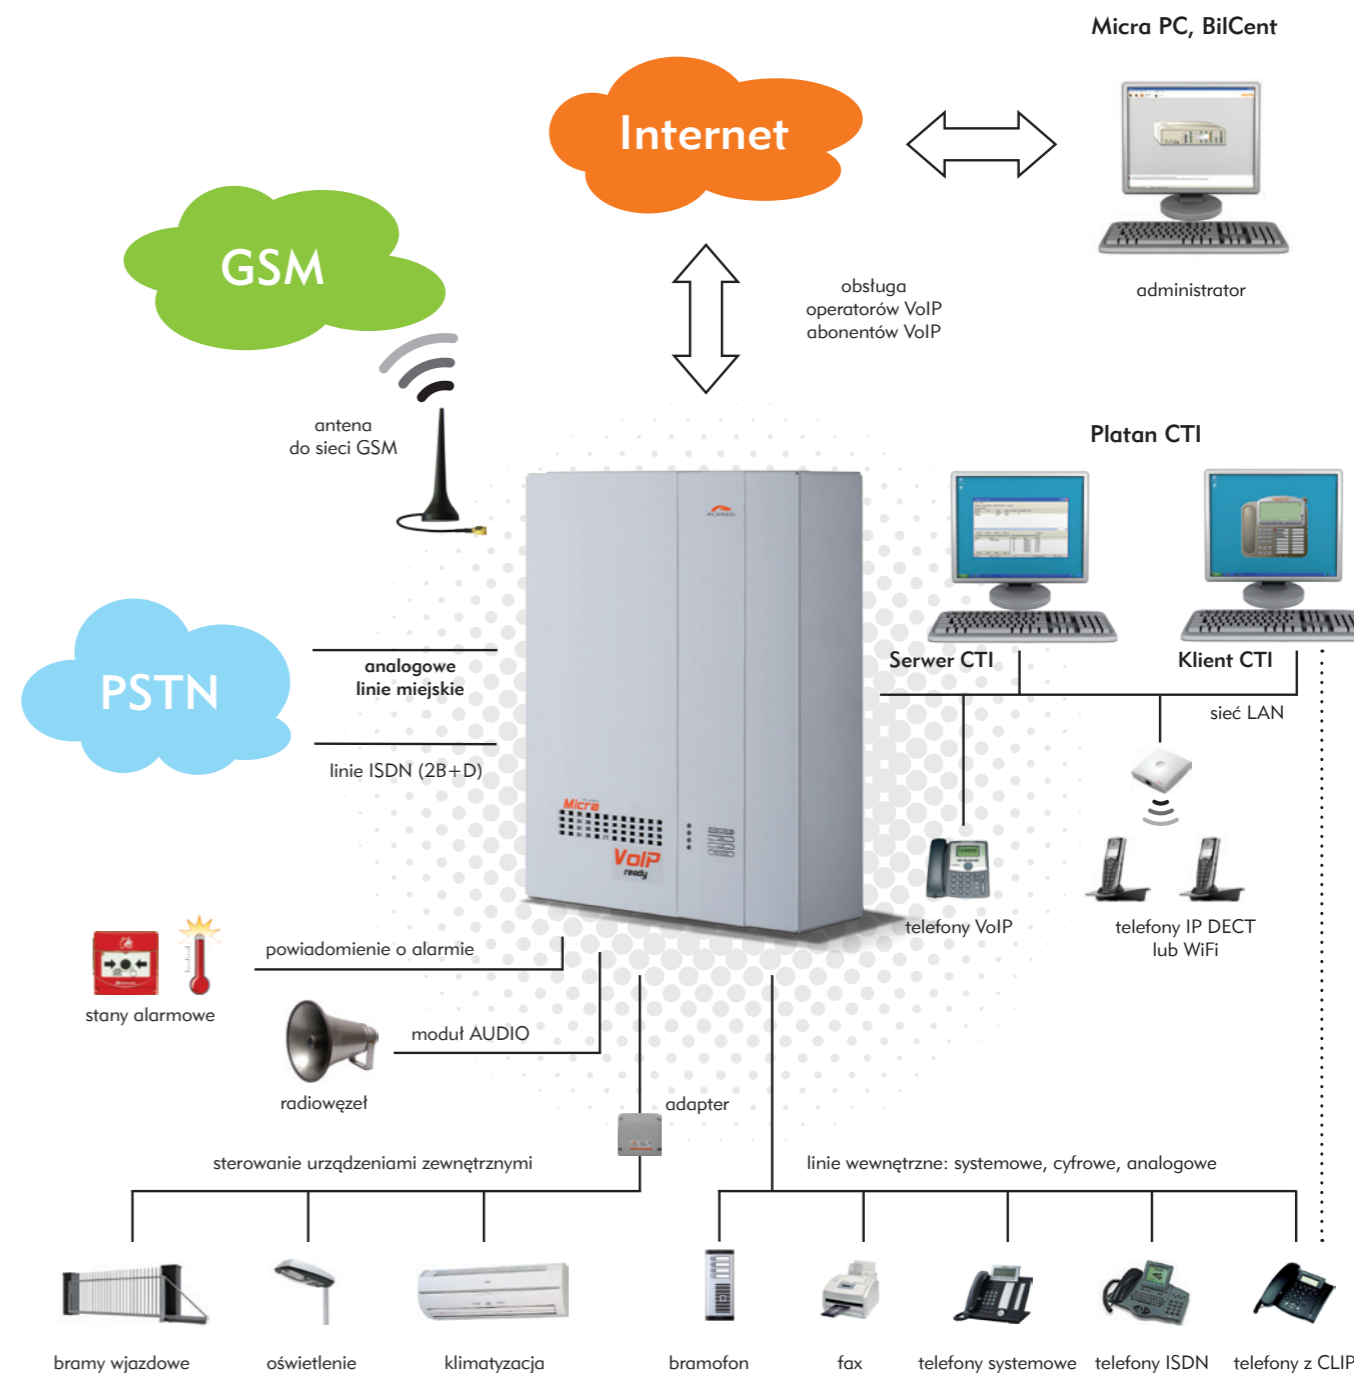 Micra PC, BilCent
Internet
GSM
obsługa
operatorów VoIP
abonentów VoIP
administrator
antena
do sieci GSM
Platan CTI
PSTN
analogowe
linie miejskie
linie ISDN (2B+D)
Serwer CTI
Klient CTI
sieć LAN
Micra
VoIP
ready
telefony VoIP
telefony IP DECT
lub WiFi
powiadomienie o alarmie
stany alarmowe
moduł AUDIO
radiowęzeł
adapter
sterowanie urządzeniami zewnętrznymi
linie wewnętrzne: systemowe, cyfrowe, analogowe
bramy wjazdowe
oświetlenie
klimatyzacja
bramofon
fax
telefony systemowe
telefony ISDN
telefony z CLIP